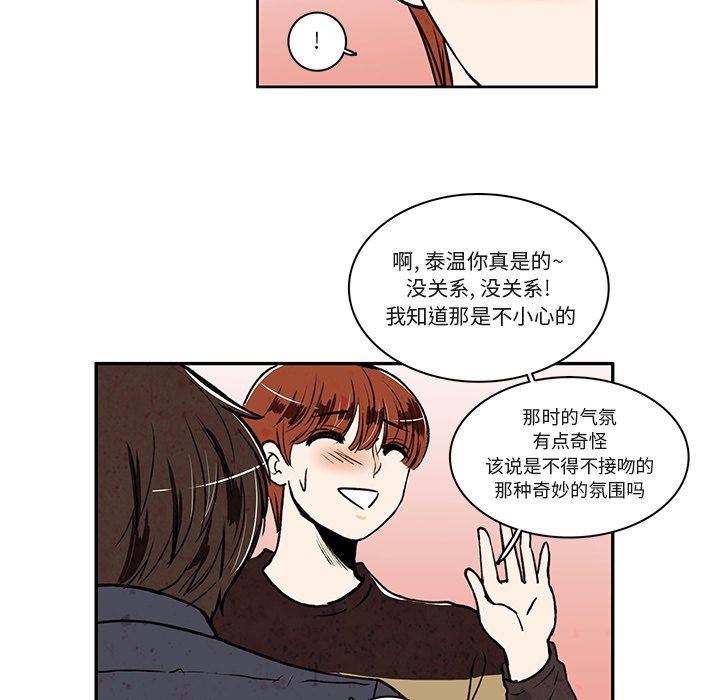 !
啊, 泰温你真是的~
没关系, 没关系!
我知道那是不小心的
那时的气氛
有点奇怪
该说是不得不接吻的
那种奇妙的氛围吗